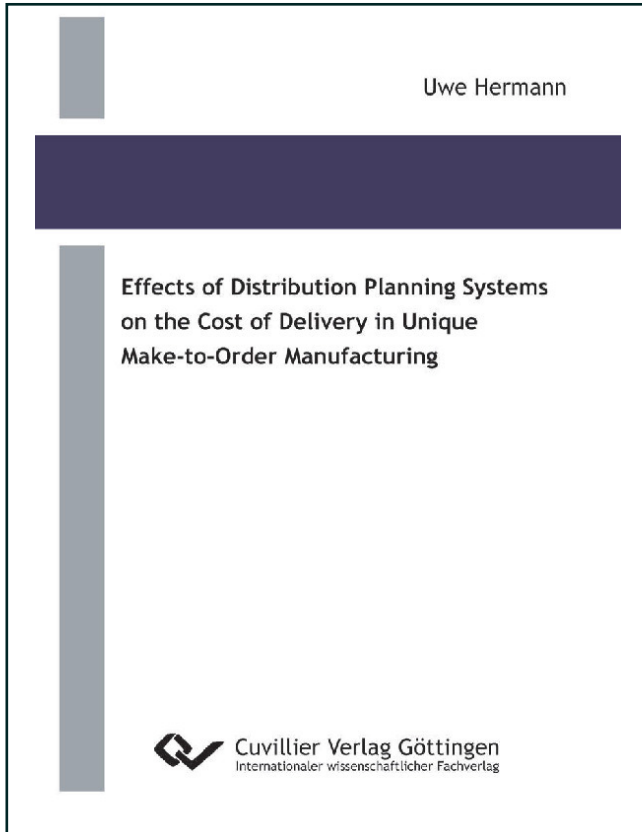 Uwe Hermann
Effects of Distribution Planning Systems
on the Cost of Delivery in Unique
Make-to-Order Manufacturing
Cuvillier Verlag Göttingen
Internationaler wissenschaftlicher Fachverlag